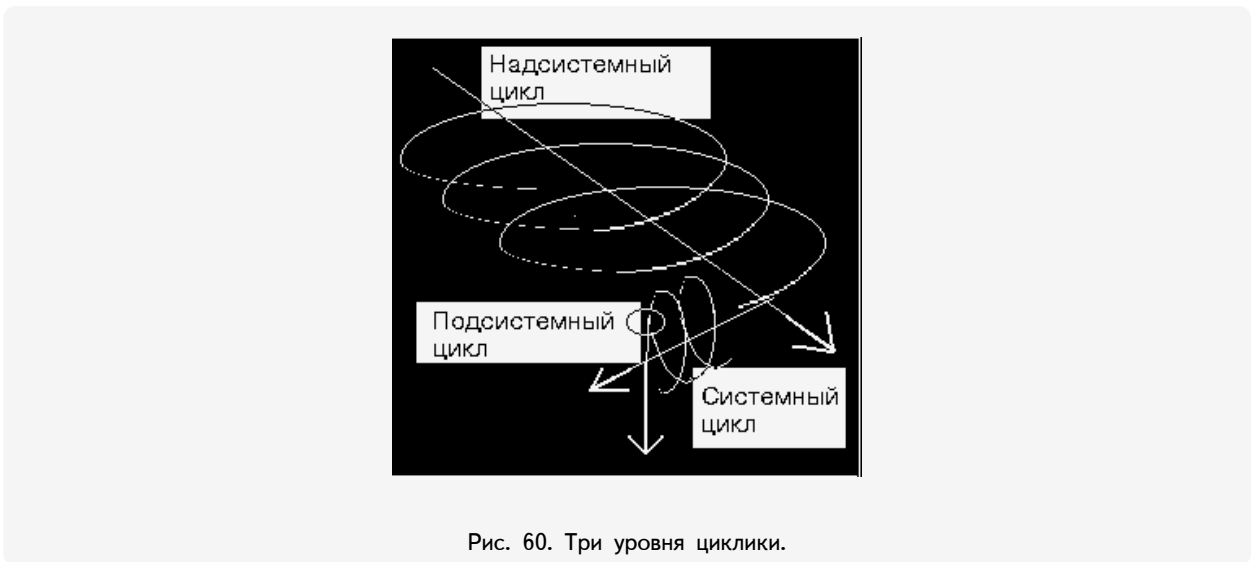 Надсистемный
цикл
Подсистемный
цикл
Системный
цикл
Рис. 60. Три уровня циклики.